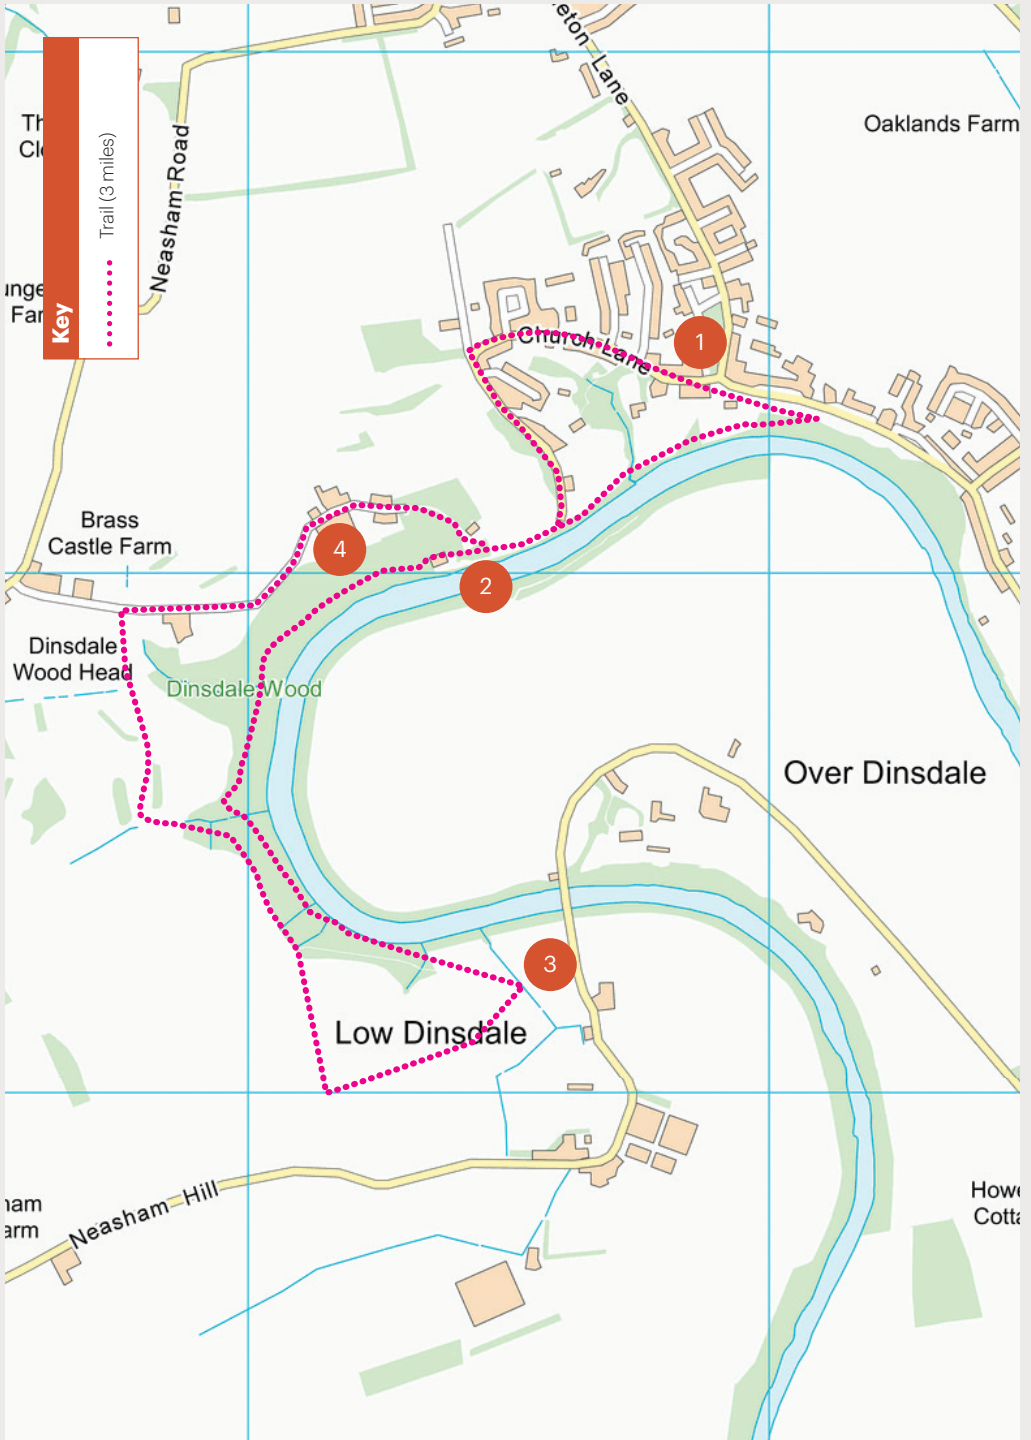 Key
Trail (3 miles)
Neasham Road
Lane
Oaklands Farm
Church Lane
1
Brass
Castle Farm
4
2
Dinsdale
Wood Head
Dinsdale Wood
Over Dinsdale
3
Low Dinsdale
Neasham Hill